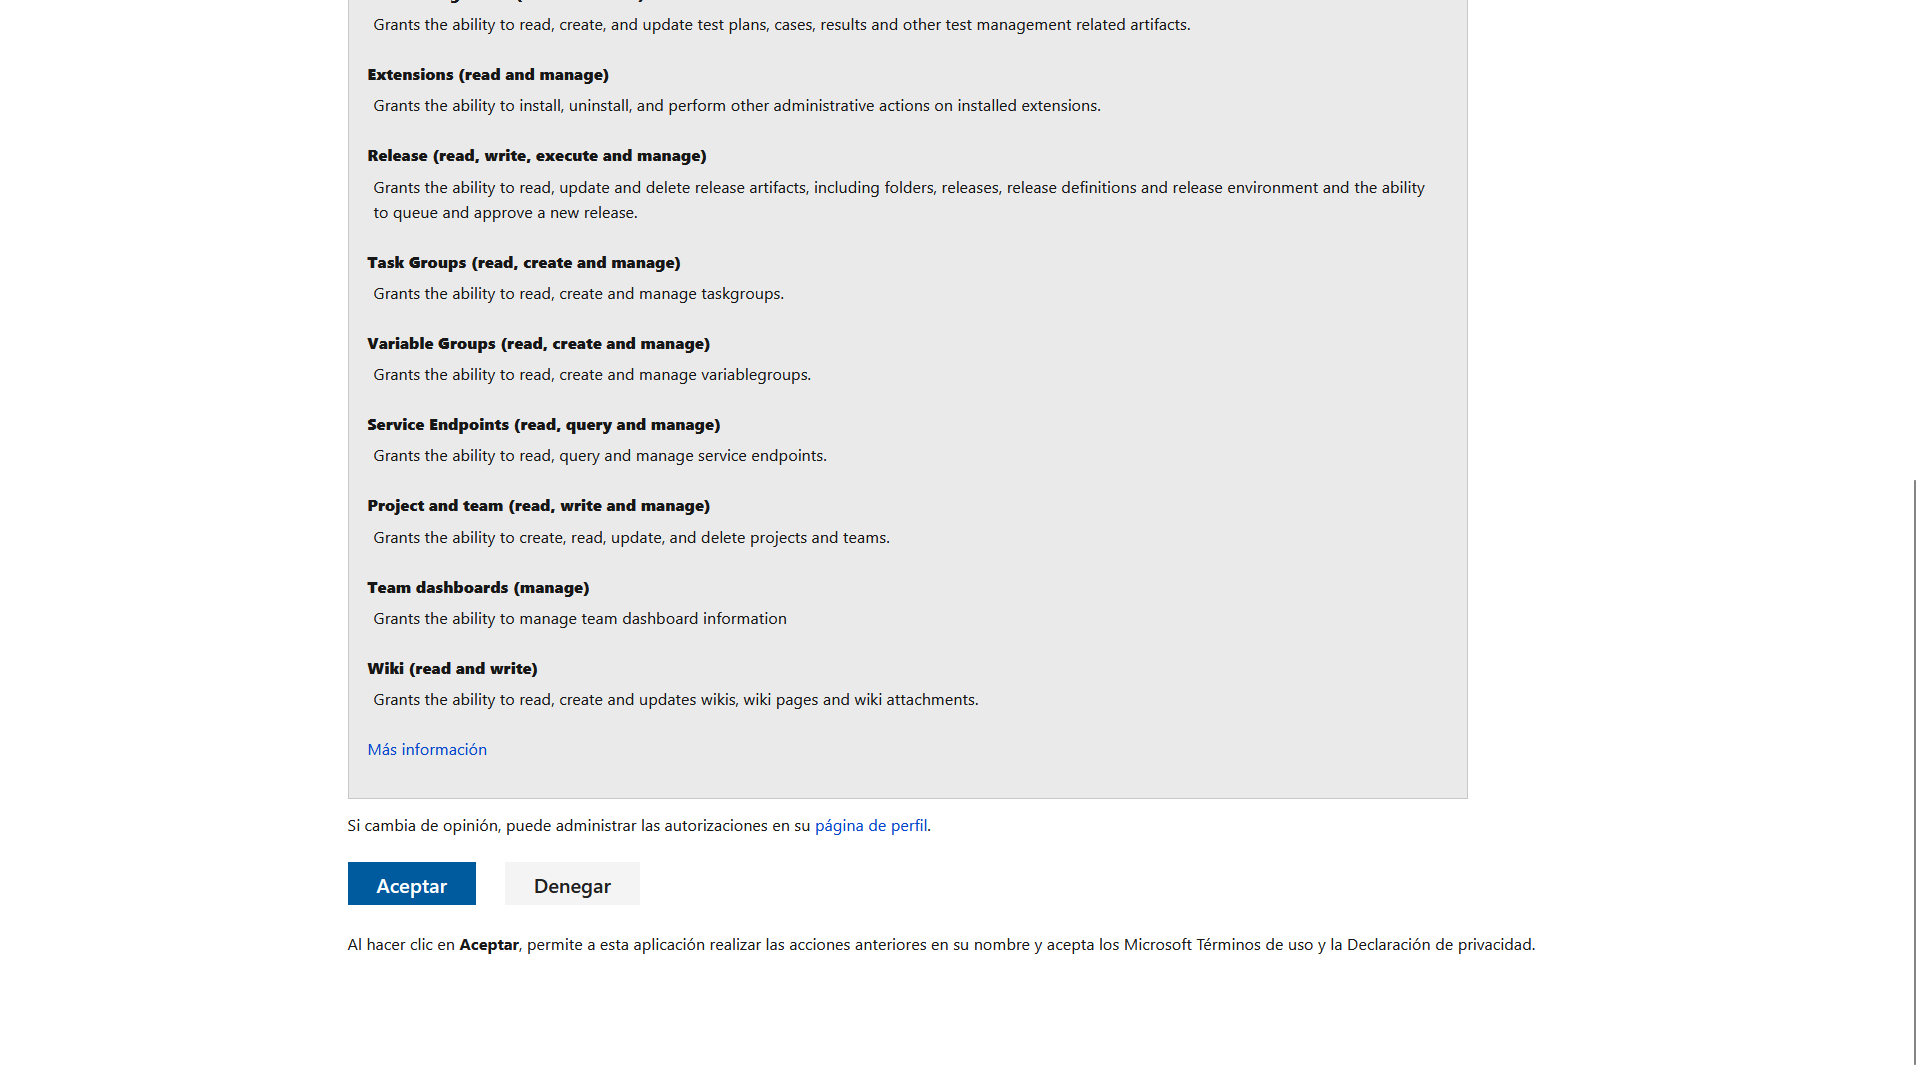 Grants the ability to read, create, and update test plans, cases, results and other test management related artifacts.
Extensions (read and manage)
Grants the ability to install, uninstall, and perform other administrative actions on installed extensions.
Release (read, write, execute and manage)
Grants the ability to read, update and delete release artifacts, including folders, releases, release definitions and release environment and the ability
to queue and approve a new release.
Task Groups (read, create and manage)
Grants the ability to read, create and manage taskgroups.
Variable Groups (read, create and manage)
Grants the ability to read, create and manage variablegroups.
Service Endpoints (read, query and manage)
Grants the ability to read, query and manage service endpoints.
Project and team (read, write and manage)
Grants the ability to create, read, update, and delete projects and teams.
Team dashboards (manage)
Grants the ability to manage team dashboard information
Wiki (read and write)
Grants the ability to read, create and updates wikis, wiki pages and wiki attachments.
Más información
Si cambia de opinión, puede administrar las autorizaciones en su página de perfil.
Aceptar Denegar
Al hacer clic en Aceptar, permite a esta aplicación realizar las acciones anteriores en su nombre y acepta los Microsoft Términos de uso y la Declaración de privacidad.